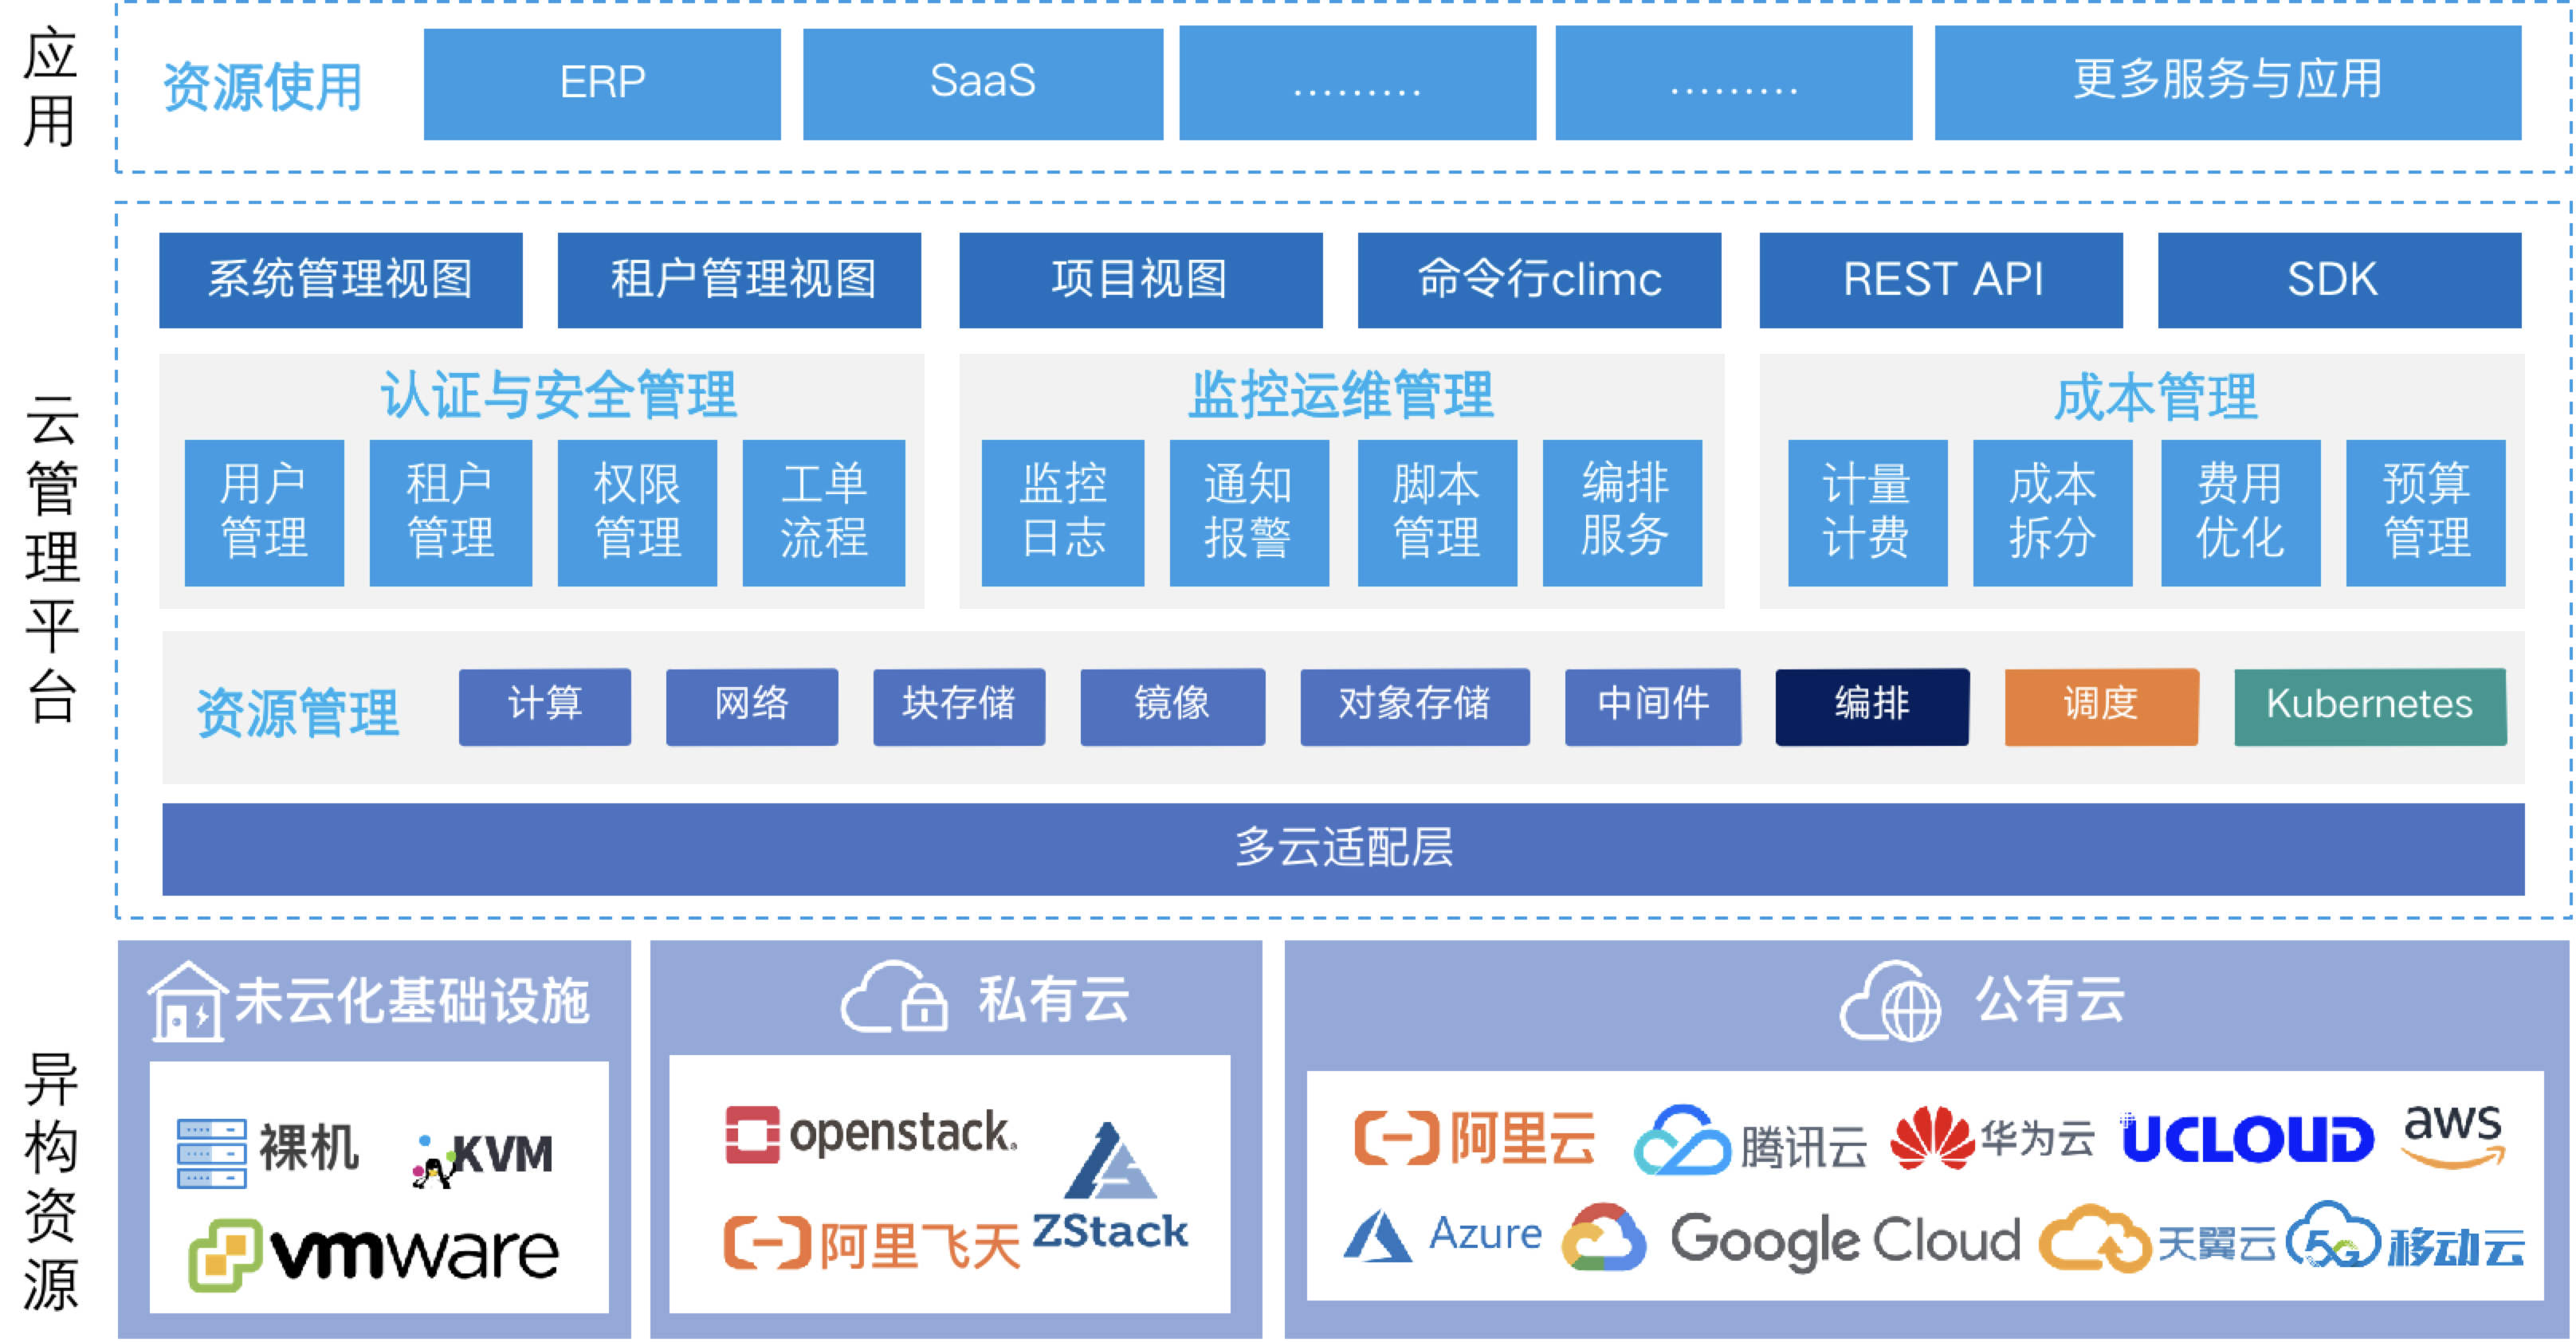 应用
资源使用
ERP
SaaS
………
………
更多服务与应用
云管理平台
系统管理视图
租户管理视图
项目视图
命令行climc
REST API
SDK
认证与安全管理
用户
管理
租户
管理
权限
管理
工单
流程
监控运维管理
监控
日志
通知
报警
脚本
管理
编排
服务
成本管理
计量
计费
成本
拆分
费用
优化
预算
管理
资源管理
计算
网络
块存储
镜像
对象存储
中间件
编排
调度
Kubernetes
多云适配层
异构资源
未云化基础设施
裸机
KVM
vmware
私有云
openstack.
阿里飞天
ZStack
公有云
阿里云
腾讯云
华为云
UCLOUD
aws
Azure
Google Cloud
天翼云
5G
移动云